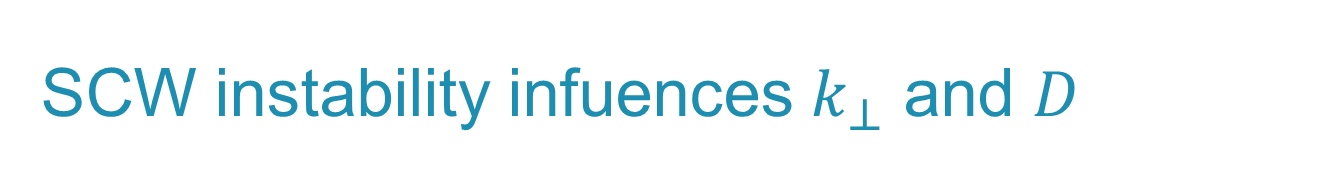 SCW instability infuences k⊥ and D